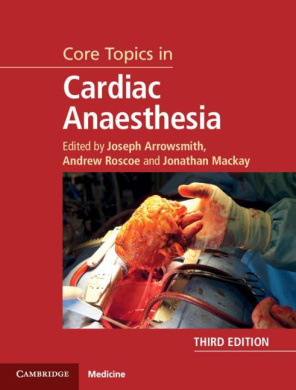 Core Topics in
Cardiac
Anaesthesia
Edited by Joseph Arrowsmith,
Andrew Roscoe and Jonathan Mackay
THIRD EDITION
CAMBRIDGE Medicine